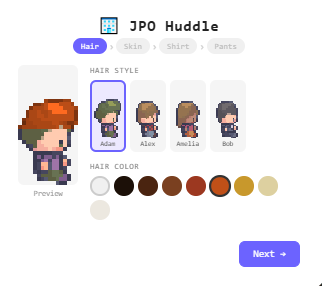 JPO Huddle
Hair › Skin › Shirt › Pants
HAIR STYLE
Adam Alex Amelia Bob
HAIR COLOR
Preview
Next →